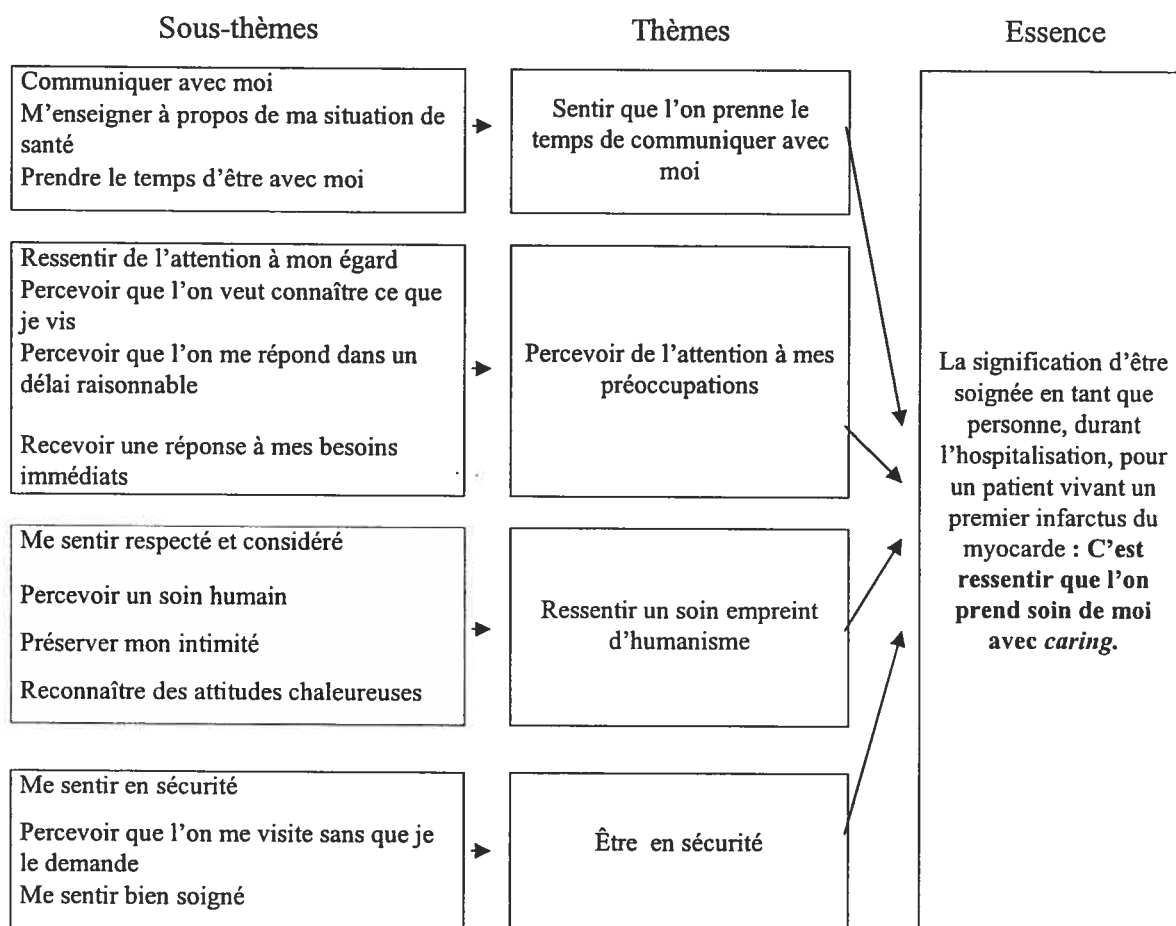 Sous-thèmes
Thèmes
Essence
Communiquer avec moi
M'enseigner à propos de ma situation de
santé
Prendre le temps d'être avec moi
Sentir que l'on prenne le
temps de communiquer avec
moi
Ressentir de l'attention à mon égard
Percevoir que l'on veut connaître ce que
je vis
Percevoir que l'on me répond dans un
délai raisonnable
Recevoir une réponse à mes besoins
immédiats
Percevoir de l'attention à mes
préoccupations
Me sentir respecté et considéré
Percevoir un soin humain
Préserver mon intimité
Reconnaître des attitudes chaleureuses
Ressentir un soin empreint
d'humanisme
Me sentir en sécurité
Percevoir que l'on me visite sans que je
le demande
Me sentir bien soigné
Être en sécurité
La signification d'être
soignée en tant que
personne, durant
l'hospitalisation, pour
un patient vivant un
premier infarctus du
myocarde : C'est
ressentir que l'on
prend soin de moi
avec caring.